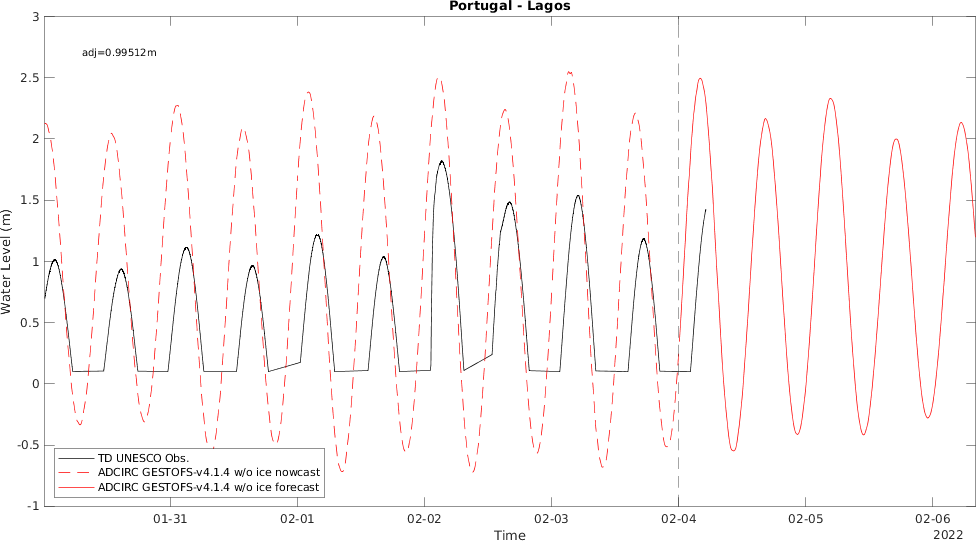 Portugal - Lagos
adj=0.99512m
Water Level (m)
3
2.5
2
1.5
1
0.5
0
-0.5
-1
TD UNESCO Obs.
ADCIRC GESTOFS-v4.1.4 w/o ice nowcast
ADCIRC GESTOFS-v4.1.4 w/o ice forecast
01-31 02-01 02-02 02-03 02-04 02-05 02-06
Time
2022